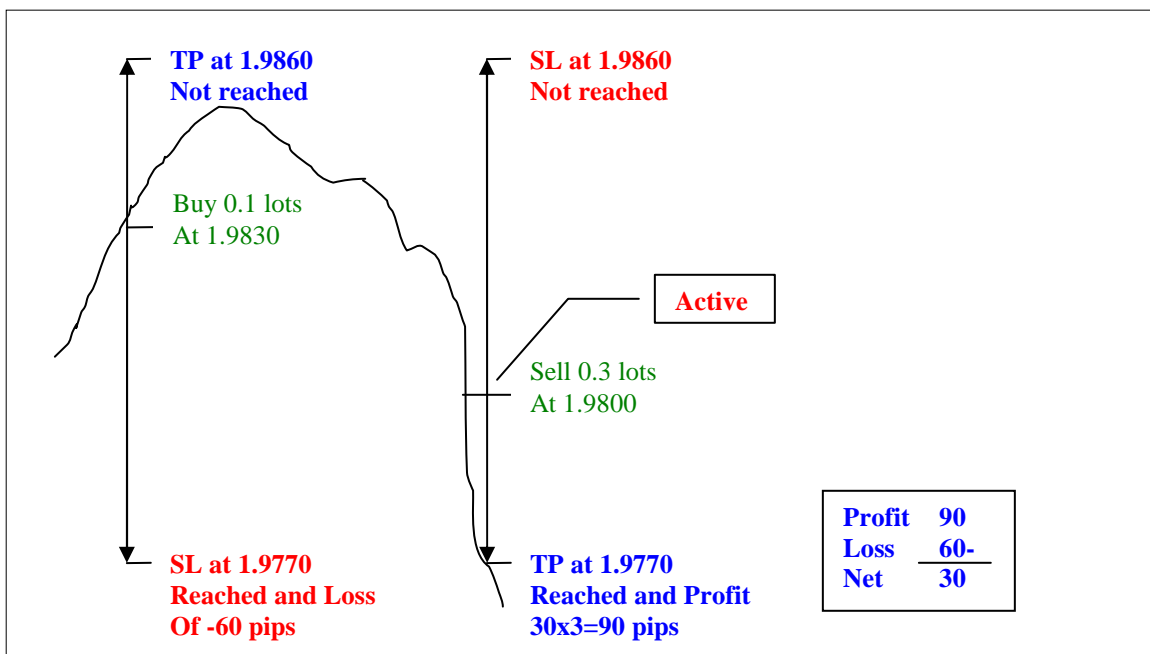 TP at 1.9860
Not reached
SL at 1.9860
Not reached
Buy 0.1 lots
At 1.9830
Active
Sell 0.3 lots
At 1.9800
SL at 1.9770
Reached and Loss
Of -60 pips
TP at 1.9770
Reached and Profit
30x3=90 pips
Profit 90
Loss 60-
Net 30